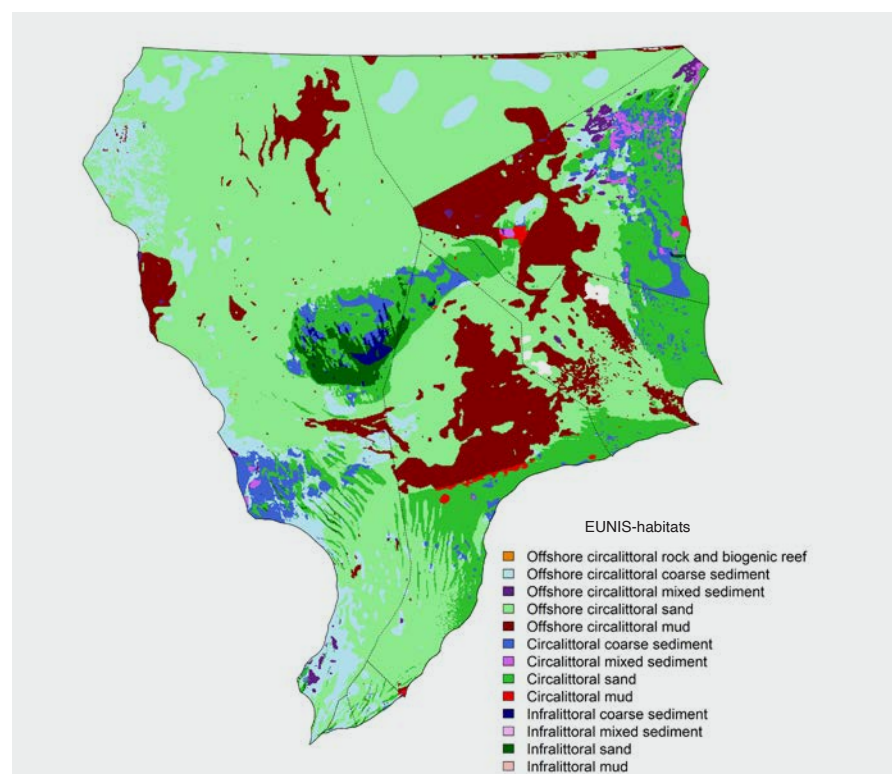 EUNIS-habitats
Offshore circalittoral rock and biogenic reef
Offshore circalittoral coarse sediment
Offshore circalittoral mixed sediment
Offshore circalittoral sand
Offshore circalittoral mud
Circalittoral coarse sediment
Circalittoral mixed sediment
Circalittoral sand
Circalittoral mud
Infralittoral coarse sediment
Infralittoral mixed sediment
Infralittoral sand
Infralittoral mud